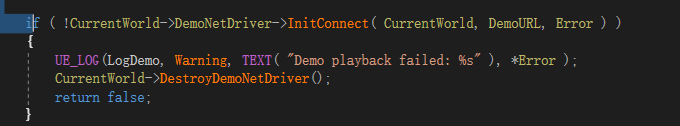 if ( !CurrentWorld->DemoNetDriver->InitConnect( CurrentWorld, DemoURL, Error ) )
{
UE_LOG(LogDemo, Warning, TEXT( "Demo playback failed: %s" ), *Error );
CurrentWorld->DestroyDemoNetDriver();
return false;
}